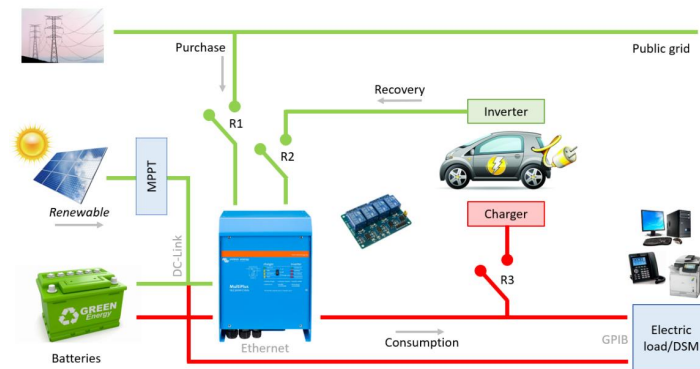 Purchase
Public grid
Recovery
Inverter
R1
R2
MPPT
Renewable
Charger
DC-Link
R3
MultiPlus
GREEN
Energy
Batteries
Ethernet
Consumption
GPIB
Electric
load/DSM